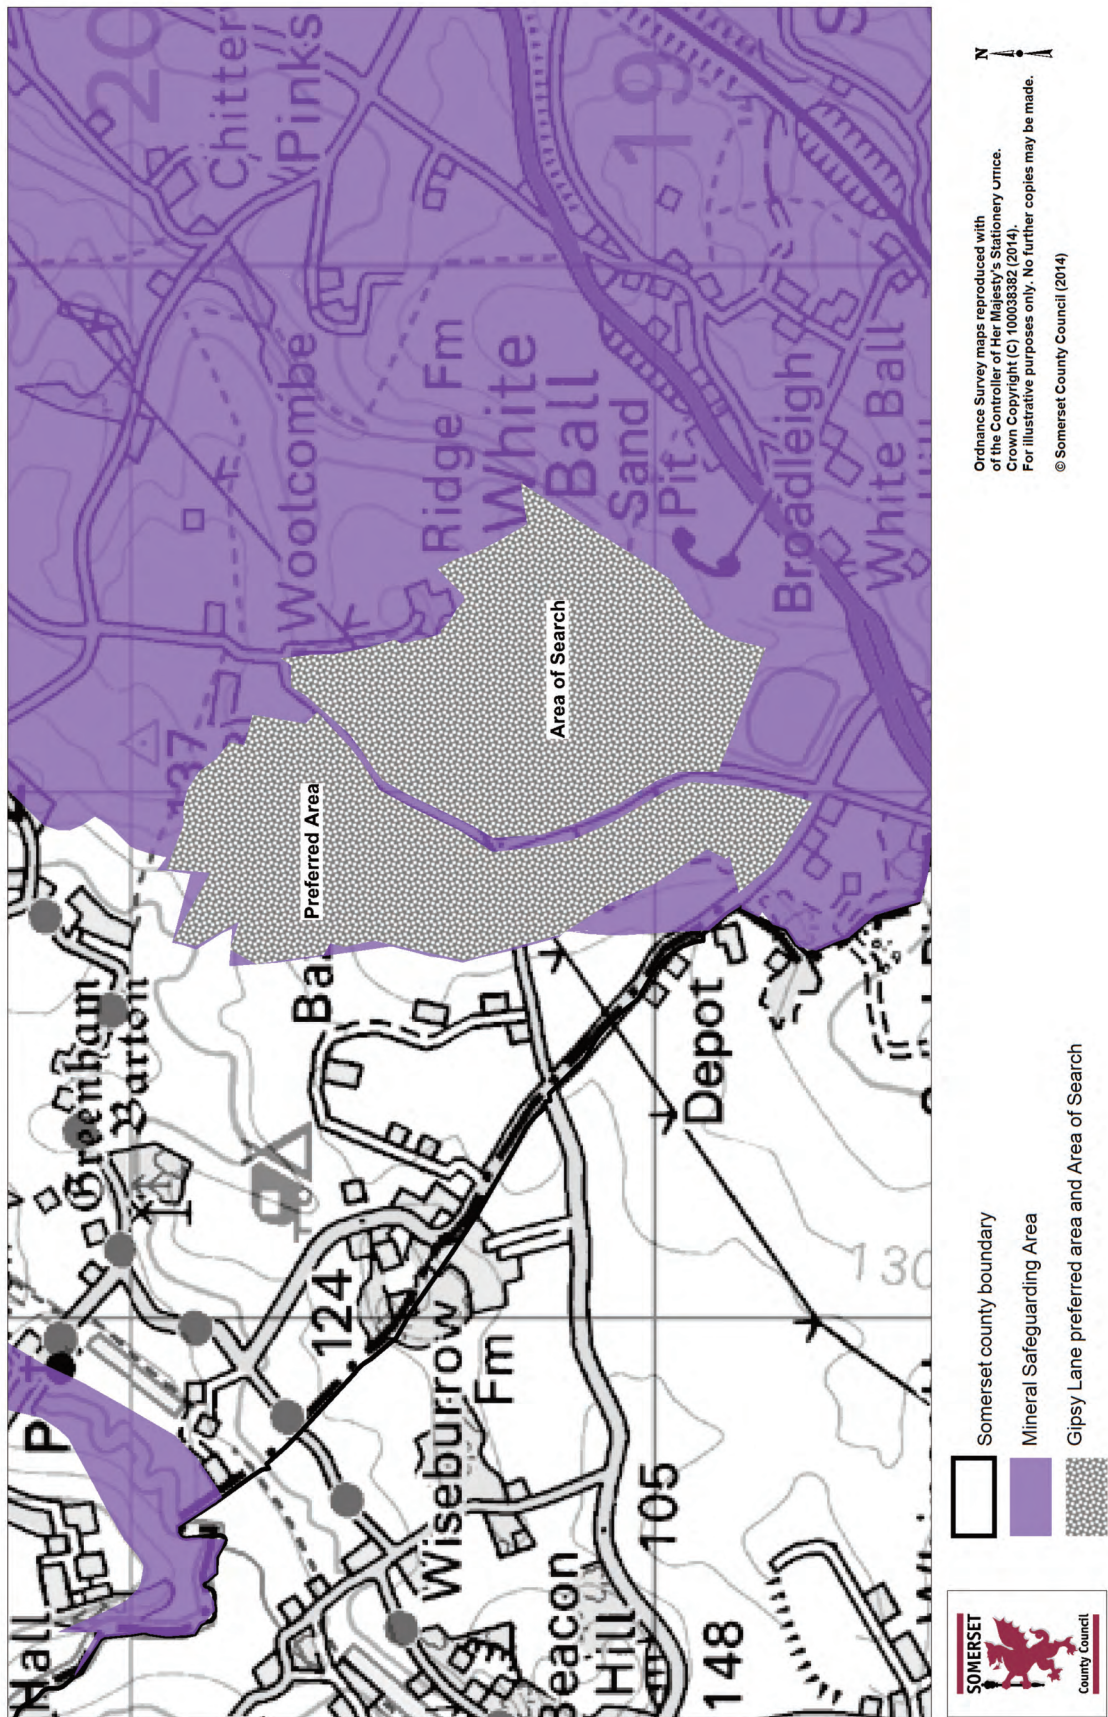 Hall
P
Greenham
Barton
Ba
124
Wiseburrow
Fm
Beacon
Hill
105
148
Depot
130
137
Preferred Area
Area of Search
20
Chitter
Pinks
Wootcombe
Ridge Fm
White
Ball
Sand
Pit
19
Broadleigh
White Ball
SOMERSET
County Council
Somerset county boundary
Mineral Safeguarding Area
Gipsy Lane preferred area and Area of Search
Ordnance Survey maps reproduced with
of the Controller of Her Majesty's Stationery Office.
Crown Copyright (C) 100038382 (2014).
For illustrative purposes only. No further copies may be made.
© Somerset County Council (2014)
N